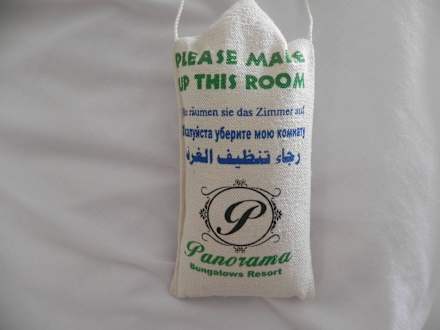 PLEASE MAKE
UP THIS ROOM
räumen sie das Zimmer auf
уберите мою комнату
رجاء تنظيف الغرفة
P
Panorama
Bungalows Resort